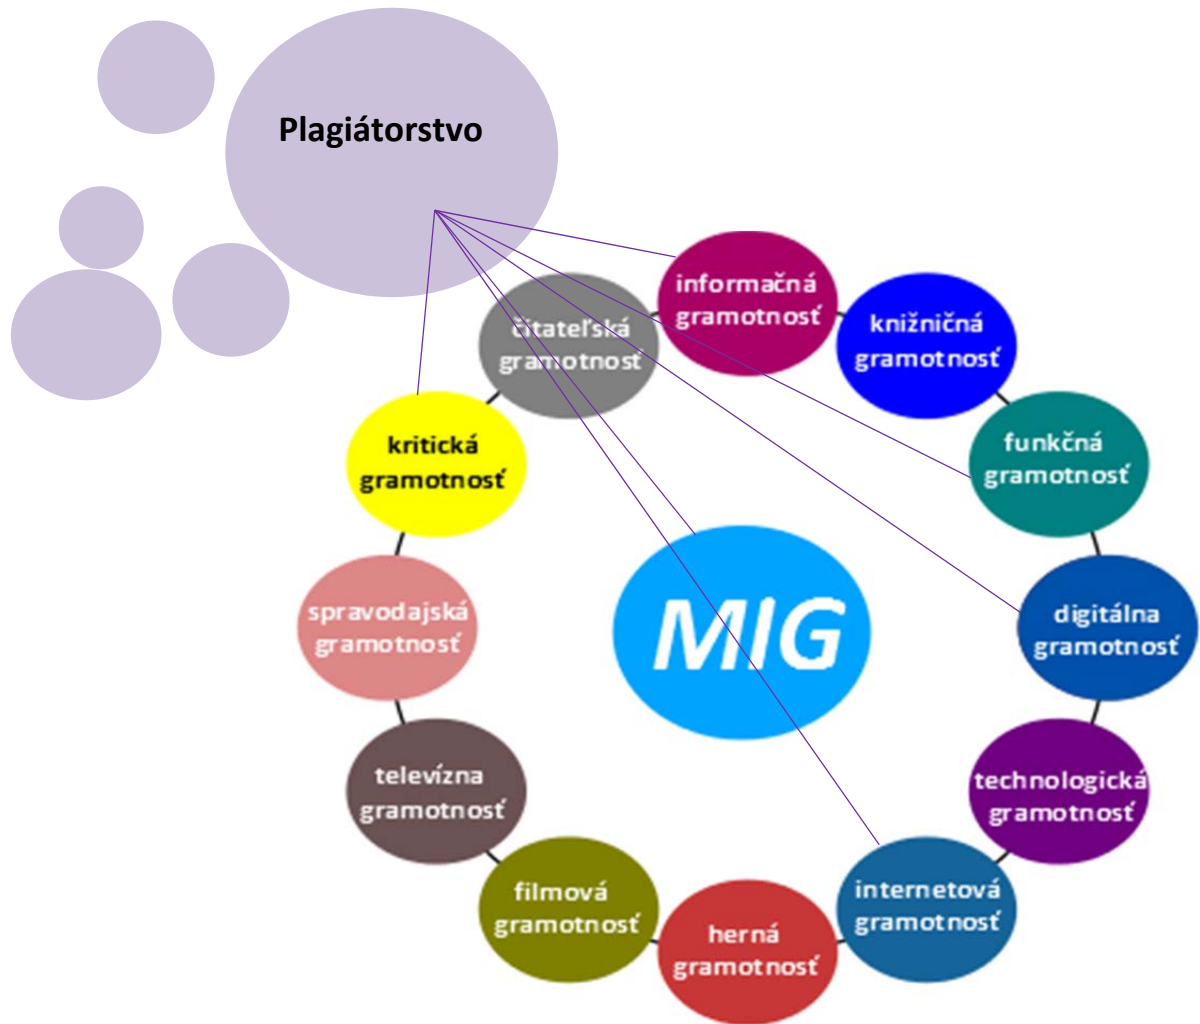 Plagiátorstvo
informačná
gramotnosť
knižničná
gramotnosť
čitateľská
gramotnosť
kritická
gramotnosť
funkčná
gramotnosť
MIG
spravodajská
gramotnosť
digitálna
gramotnosť
televízna
gramotnosť
technologická
gramotnosť
filmová
gramotnosť
internetová
gramotnosť
herná
gramotnosť